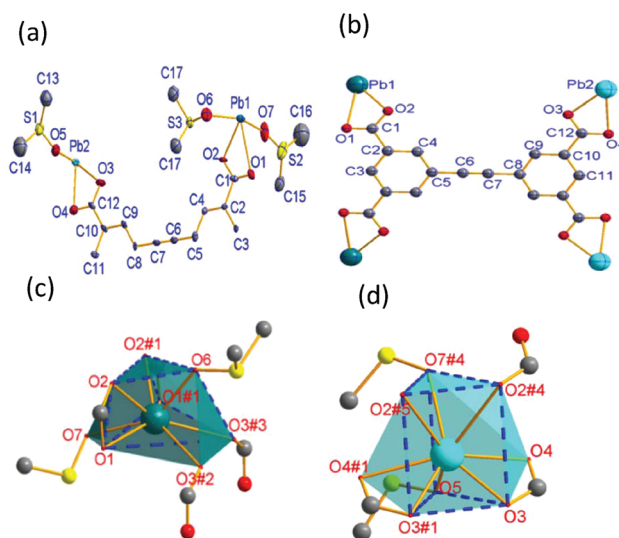 (a)
(b)
C13
C17
O6
Pb1
O7
C16
S1
O5
S3
S2
C14
Pb2
C17
O2
O1
C15
O3
C1
C12
C4
C2
O4
C9
C10
C6
C3
C11
C8
C7
C5
Pb1
Pb2
O2
O3
O1
C1
C12
O4
C2
C4
C9
C10
C3
C6
C8
C11
C5
C7
(c)
(d)
O2#1
O6
O2
O1#1
O7
O3#3
O1
O3#2
O7#4
O2#4
O2#5
O4#1
O4
O5
O3#1
O3